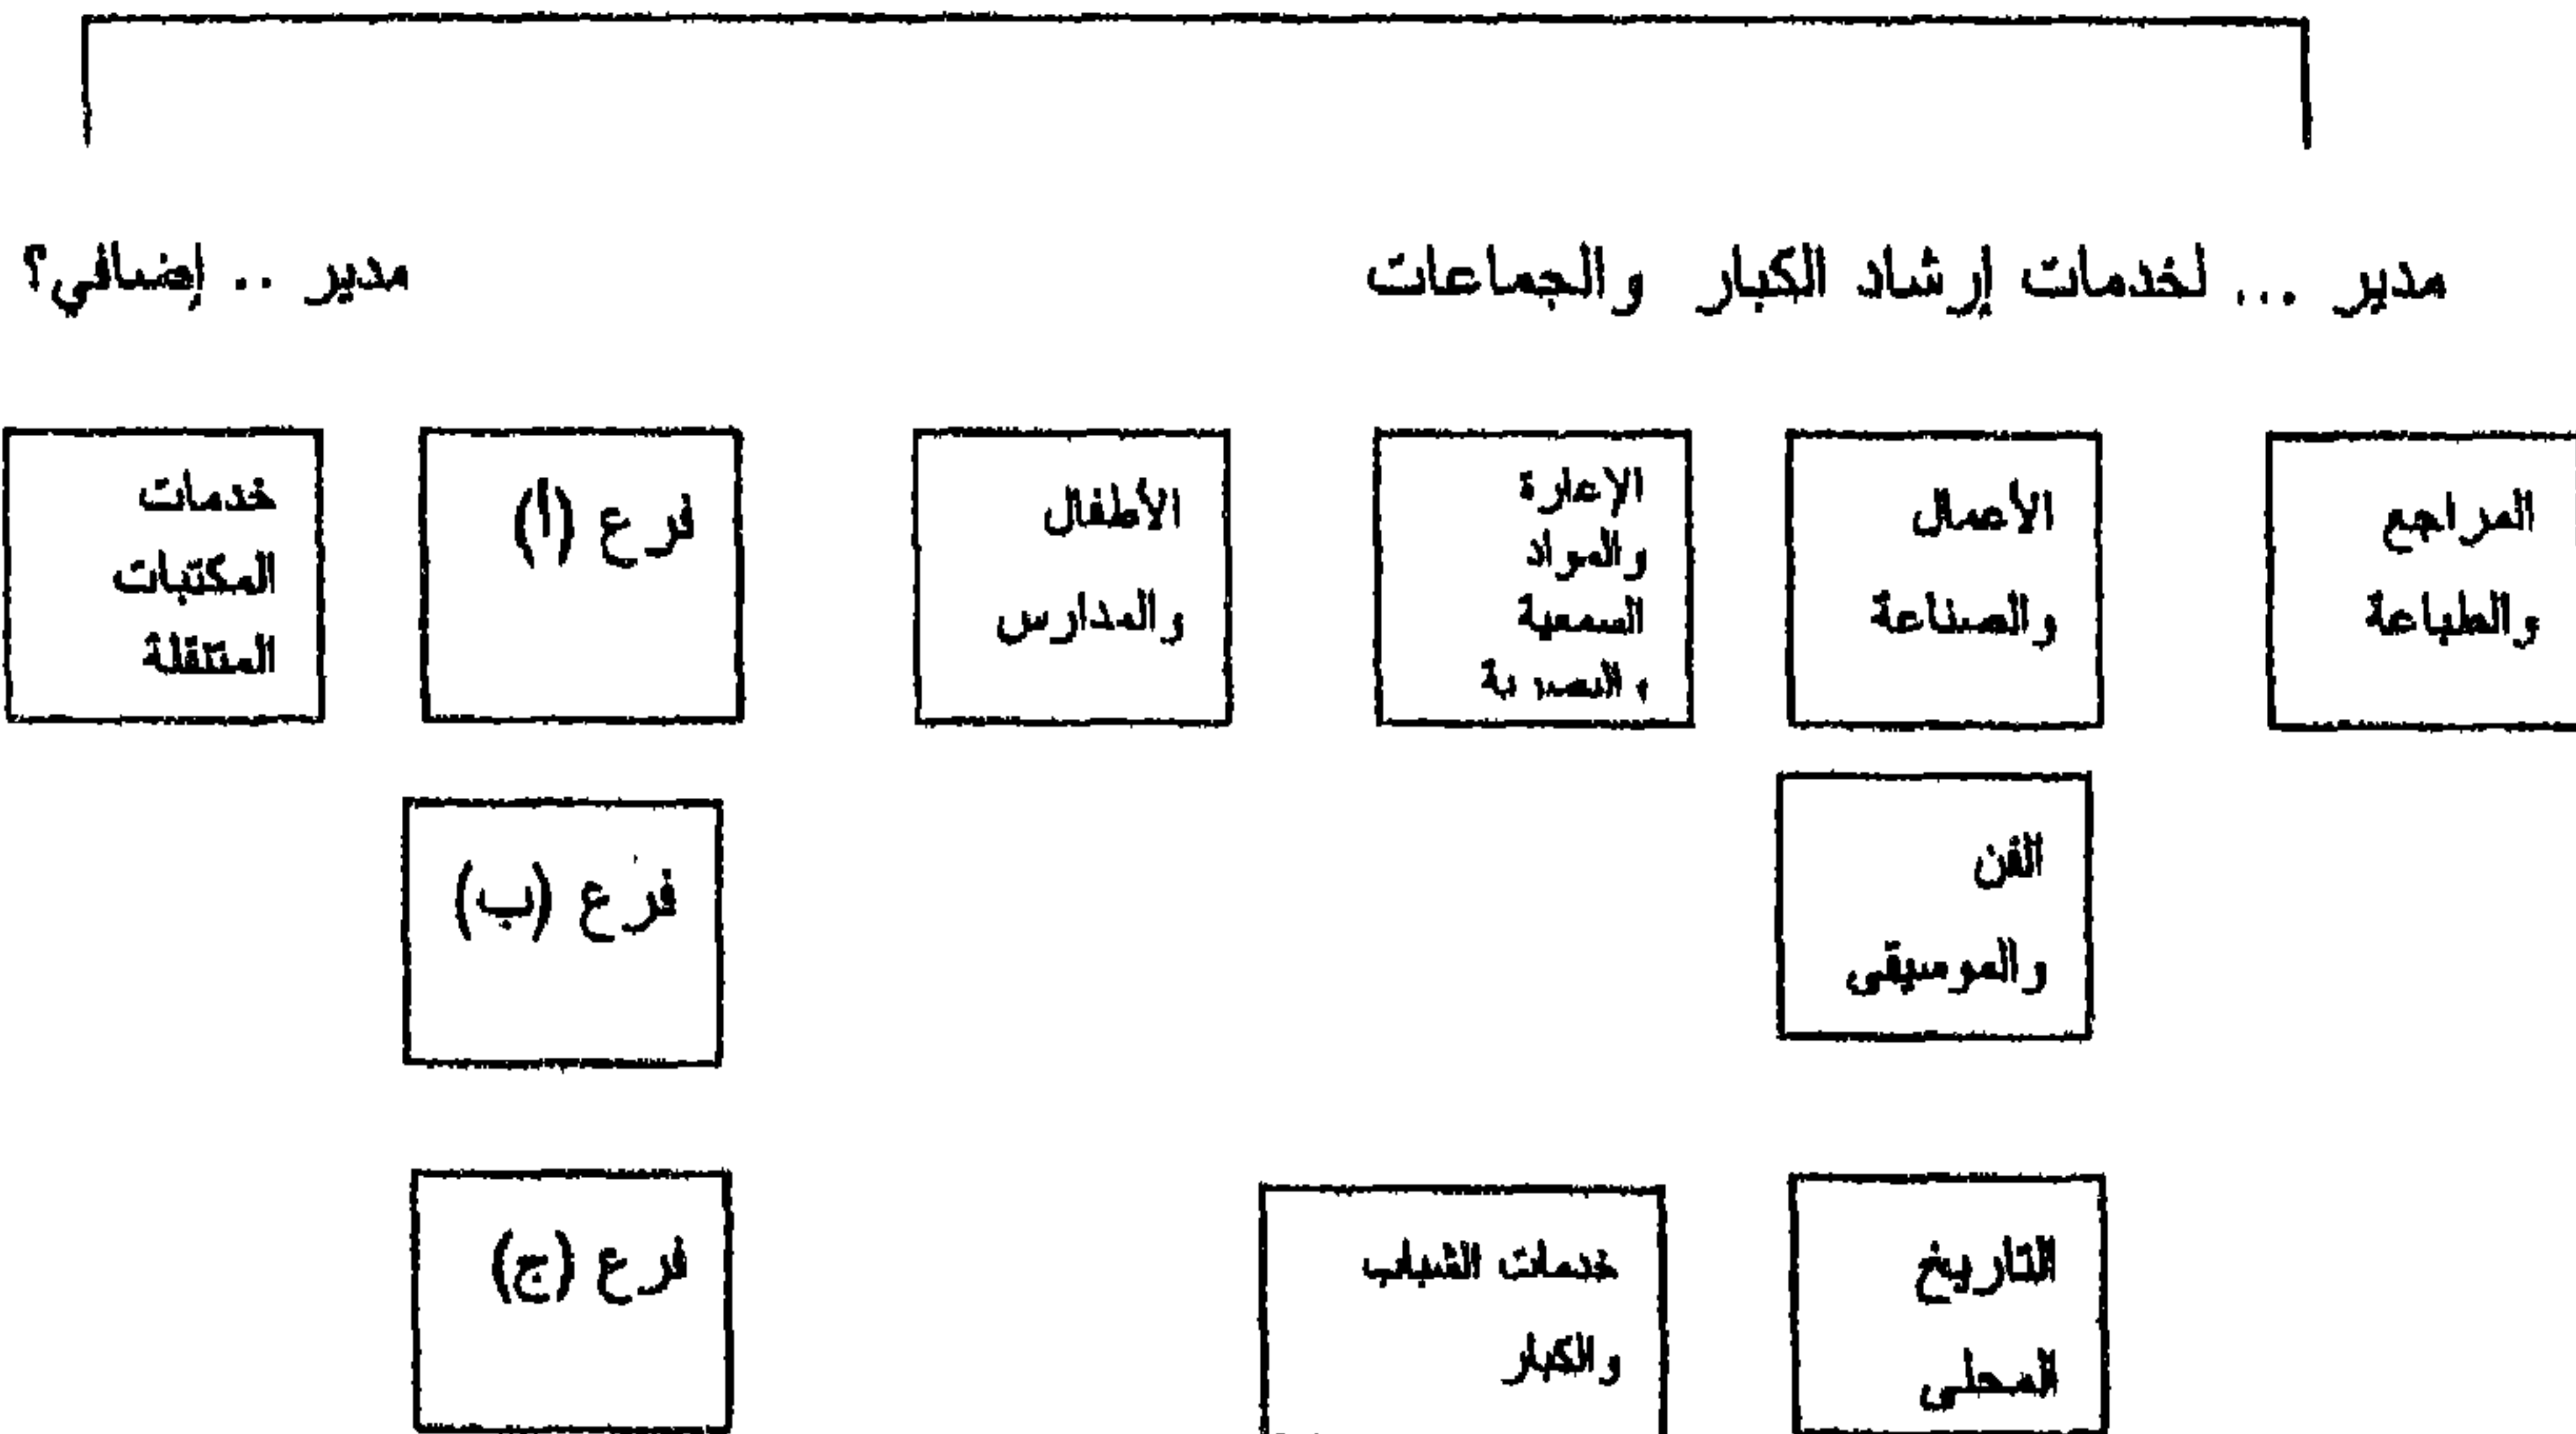 مدير ... لخدمات إرشاد الكبار والجماعات
مدير .. إضافي؟
المراجع
والطباعة
الأعمال
والصناعة
الإعارة
والمواد
السمعية
والبصرية
الأطفال
والمدارس
فرع (أ)
خدمات
المكتبات
المتنقلة
الفن
والموسيقى
فرع (ب)
التاريخ
المحلى
خدمات الشباب
والكبار
فرع (ج)